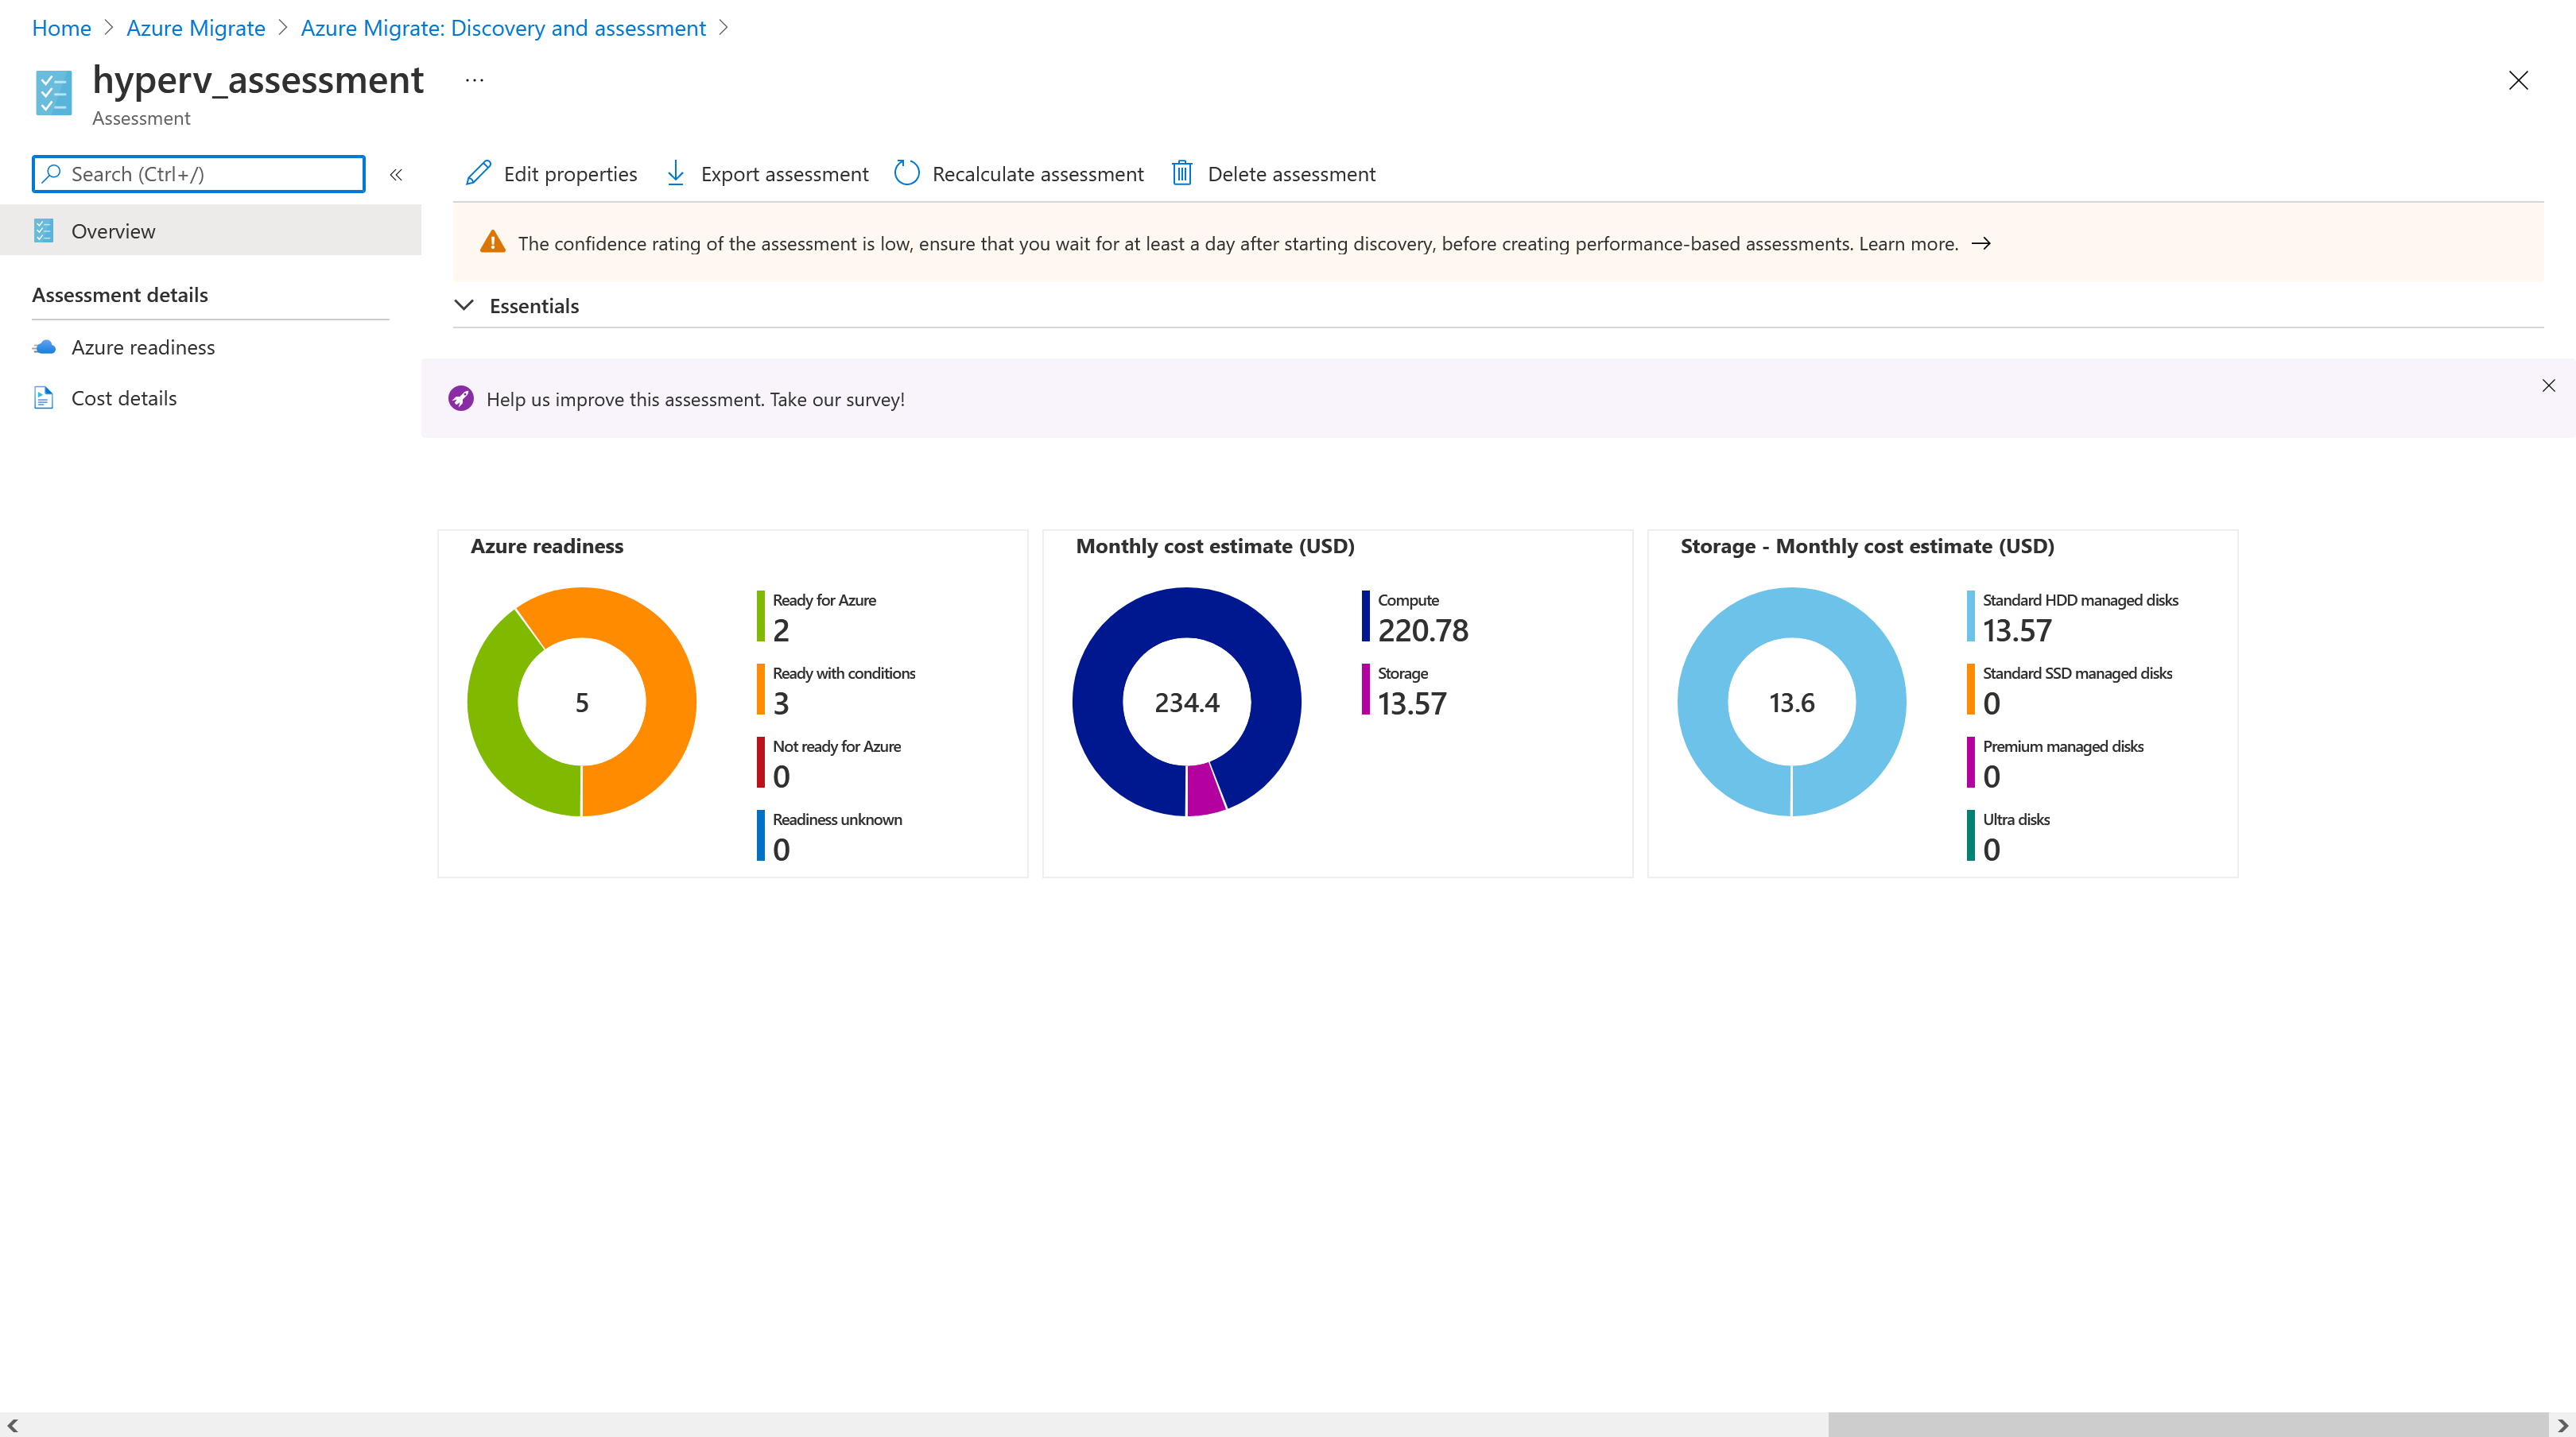 Home > Azure Migrate > Azure Migrate: Discovery and assessment >
hyperv_assessment ...
Assessment
Search (Ctrl+/) «
Overview
Assessment details
Azure readiness
Cost details
Edit properties Export assessment Recalculate assessment Delete assessment
The confidence rating of the assessment is low, ensure that you wait for at least a day after starting discovery, before creating performance-based assessments. Learn more. →
Essentials
Help us improve this assessment. Take our survey!
Azure readiness
5
Ready for Azure
2
Ready with conditions
3
Not ready for Azure
0
Readiness unknown
0
Monthly cost estimate (USD)
234.4
Compute
220.78
Storage
13.57
Storage - Monthly cost estimate (USD)
13.6
Standard HDD managed disks
13.57
Standard SSD managed disks
0
Premium managed disks
0
Ultra disks
0